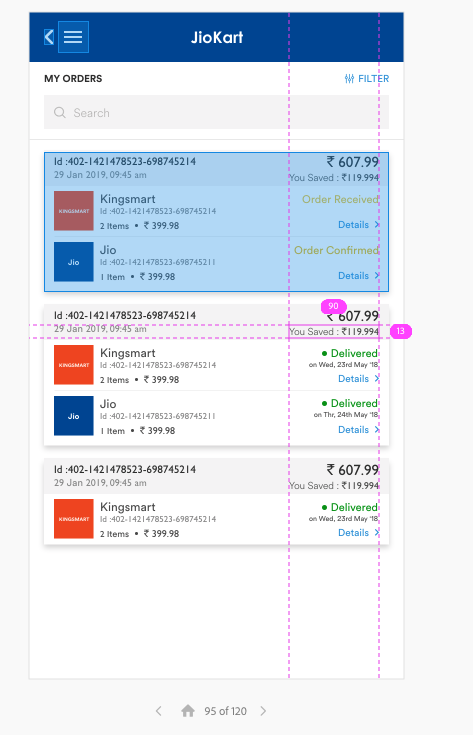 JioKart
MY ORDERS
FILTER
Search
Id :402-1421478523-698745214
₹ 607.99
29 Jan 2019, 09:45 am
You Saved : ₹119.994
KINGSMART
Kingsmart
Order Received
Id :402-1421478523-698745214
2 Items • ₹ 399.98
Details >
Jio
Jio
Order Confirmed
Id :402-1421478523-698745211
1 Item • ₹ 399.98
Details >
90
Id :402-1421478523-698745214
₹ 607.99
29 Jan 2019, 09:45 am
You Saved : ₹119.994
13
KINGSMART
Kingsmart
• Delivered
Id :402-1421478523-698745214
on Wed, 23rd May '18
2 Items • ₹ 399.98
Details >
Jio
Jio
• Delivered
Id :402-1421478523-698745211
on Thr, 24th May '18
1 Item • ₹ 399.98
Details >
Id :402-1421478523-698745214
₹ 607.99
29 Jan 2019, 09:45 am
You Saved : ₹119.994
KINGSMART
Kingsmart
• Delivered
Id :402-1421478523-698745214
on Wed, 23rd May '18
2 Items • ₹ 399.98
Details >
95 of 120